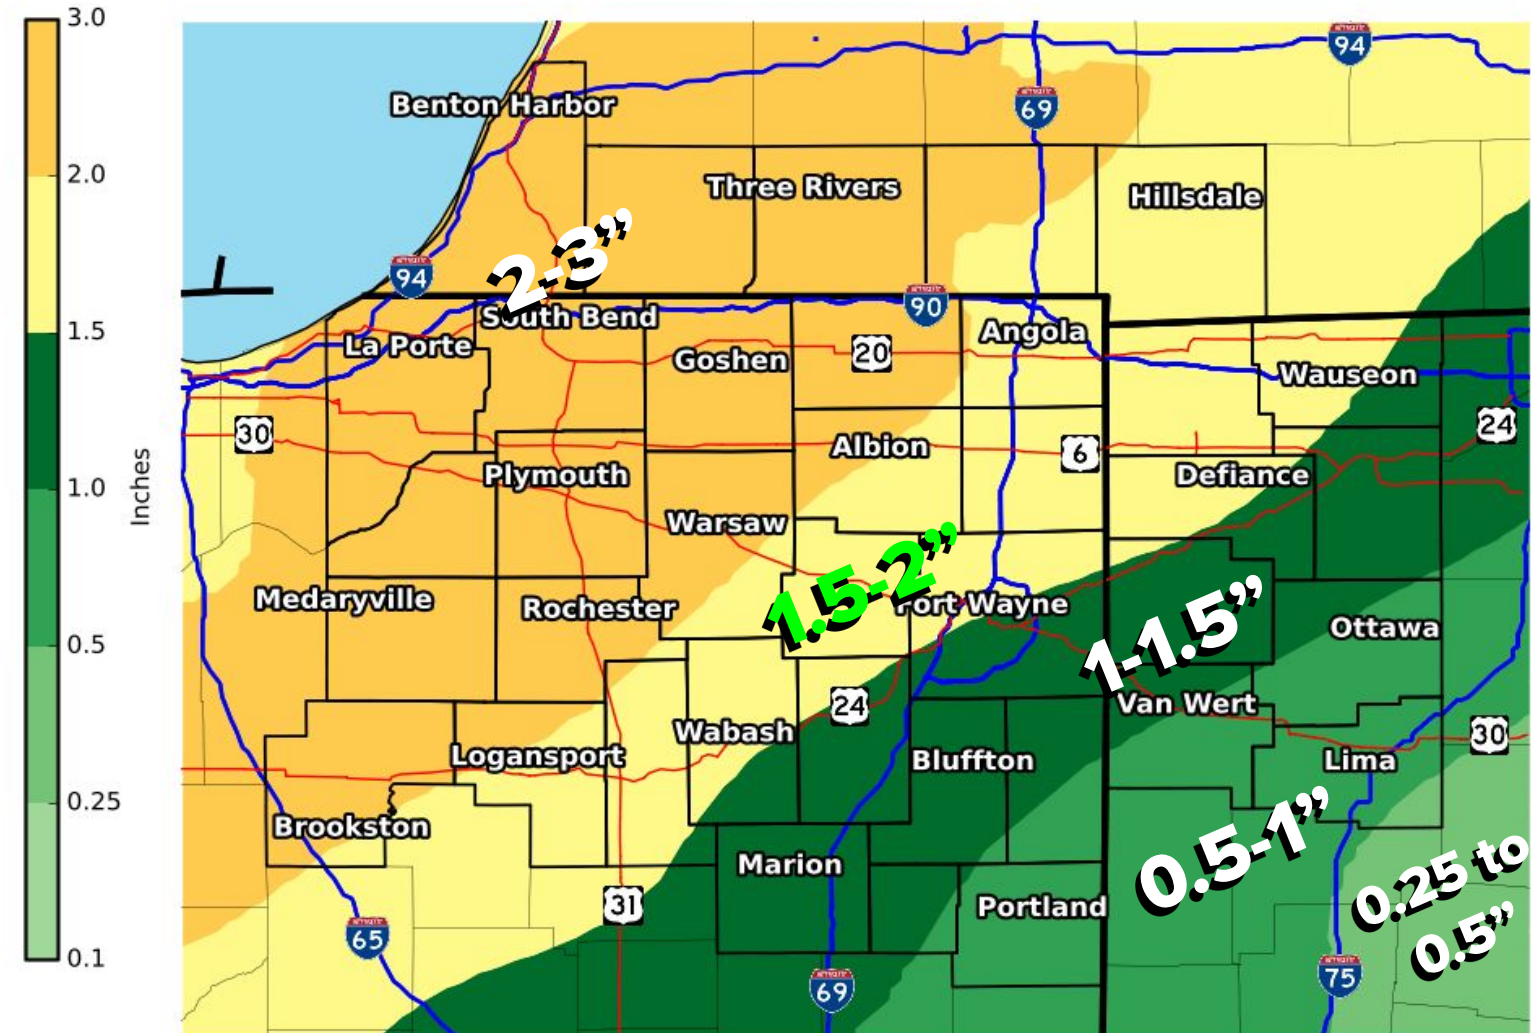 3.0
2.0
1.5
1.0
0.5
0.25
0.1
Inches
94
69
Benton Harbor
Three Rivers
Hillsdale
2-3”
94
90
South Bend
La Porte
Goshen
20
Angola
Wauseon
30
24
Albion
6
Plymouth
Defiance
Warsaw
1.5-2”
Medaryville
Rochester
Fort Wayne
1-1.5”
Ottawa
24
Van Wert
Wabash
30
Logansport
Bluffton
Lima
Brookston
0.5-1”
Marion
0.25 to
0.5”
31
Portland
65
69
75